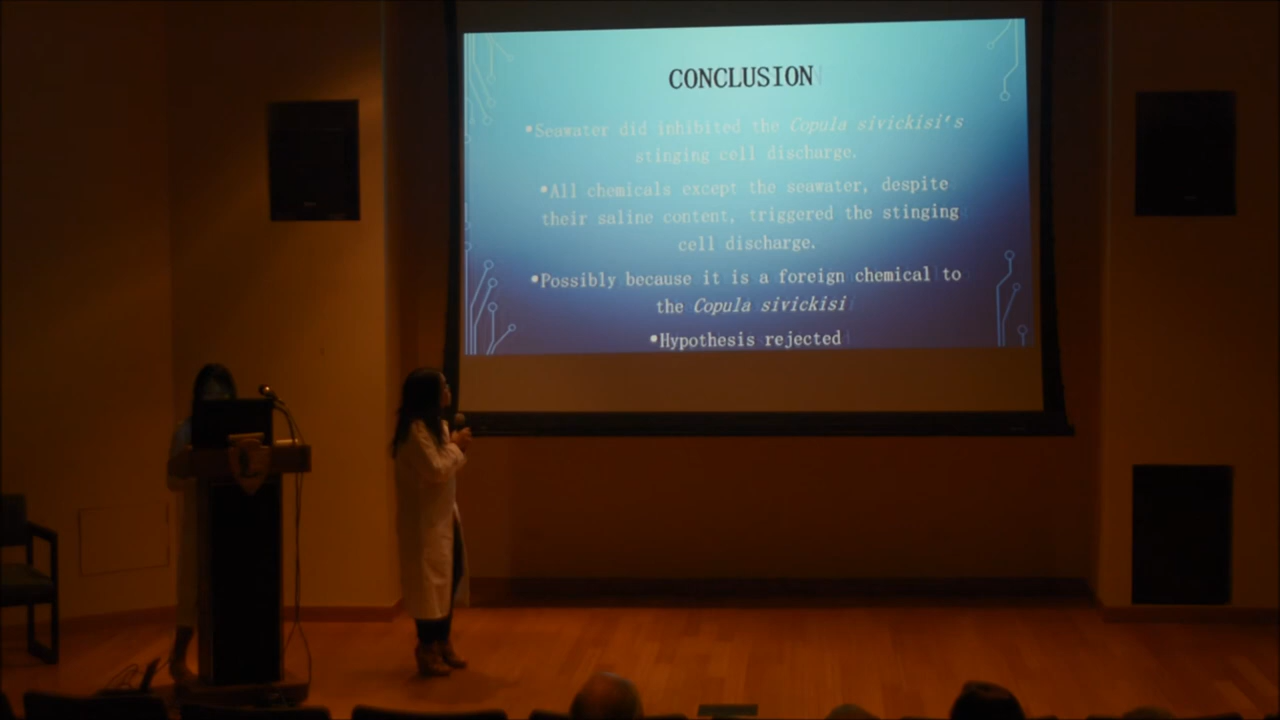 CONCLUSION
▪Seawater did inhibited the Copula sivickisi's
stinging cell discharge.
▪All chemicals except the seawater, despite
their saline content, triggered the stinging
cell discharge.
▪Possibly because it is a foreign chemical to
the Copula sivickisi
▪Hypothesis rejected